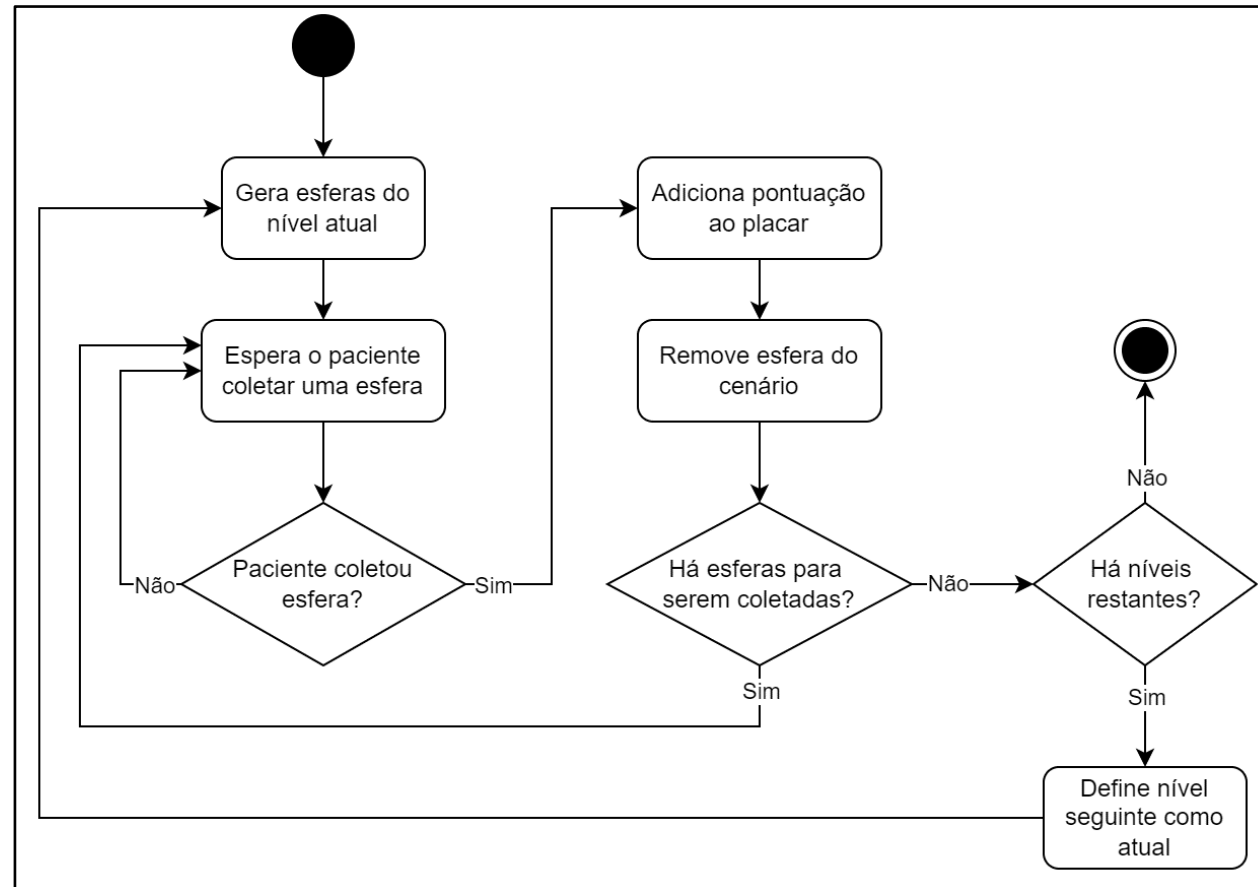 Gera esferas do
nível atual
Adiciona pontuação
ao placar
Espera o paciente
coletar uma esfera
Remove esfera do
cenário
Não
Paciente coletou
esfera?
Sim
Há esferas para
serem coletadas?
Não
Há níveis
restantes?
Não
Sim
Sim
Define nível
seguinte como
atual